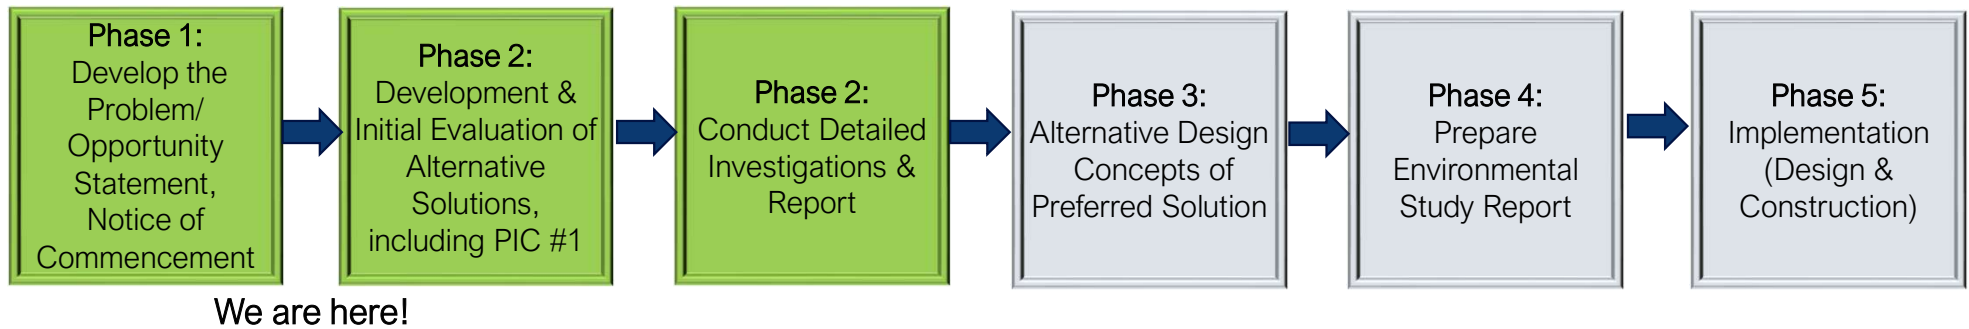 Phase 1:
Develop the
Problem/
Opportunity
Statement,
Notice of
Commencement
Phase 2:
Development &
Initial Evaluation of
Alternative
Solutions,
including PIC #1
Phase 2:
Conduct Detailed
Investigations &
Report
Phase 3:
Alternative Design
Concepts of
Preferred Solution
Phase 4:
Prepare
Environmental
Study Report
Phase 5:
Implementation
(Design &
Construction)
We are here!